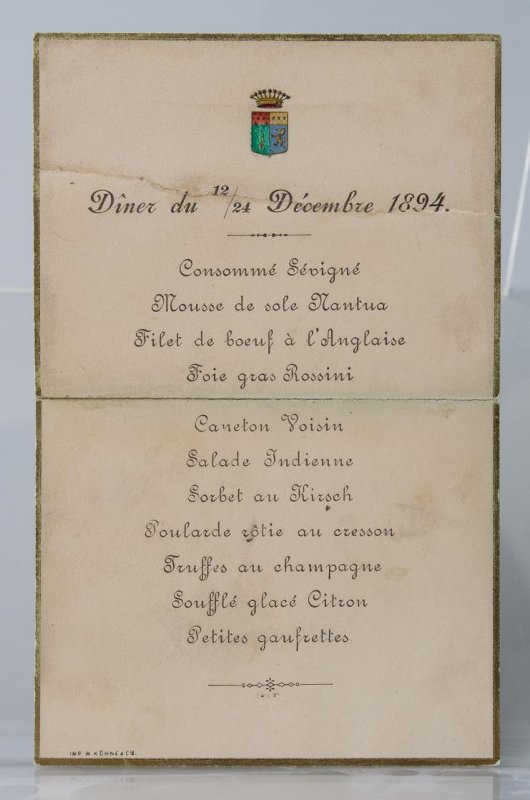 Dîner du 12/24 Décembre 1894.
Consommé Sévigné
Mousse de sole Nantua
Filet de boeuf à l'Anglaise
Foie gras Rossini
Caneton Voisin
Salade Indienne
Sorbet au Kirsch
Poularde rôtie au cresson
Truffes au champagne
Soufflé glacé Citron
Petites gaufrettes